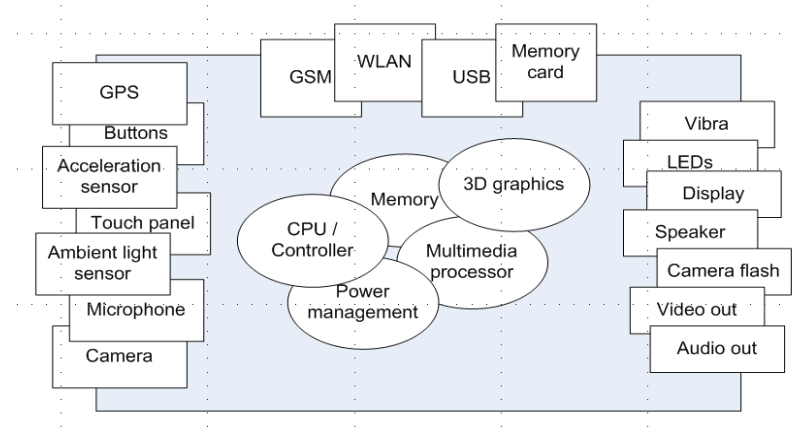 GSM
WLAN
USB
Memory
card
GPS
Buttons
Acceleration
sensor
Touch panel
Ambient light
sensor
Microphone
Camera
Memory
3D graphics
CPU /
Controller
Multimedia
processor
Power
management
Vibra
LEDs
Display
Speaker
Camera flash
Video out
Audio out